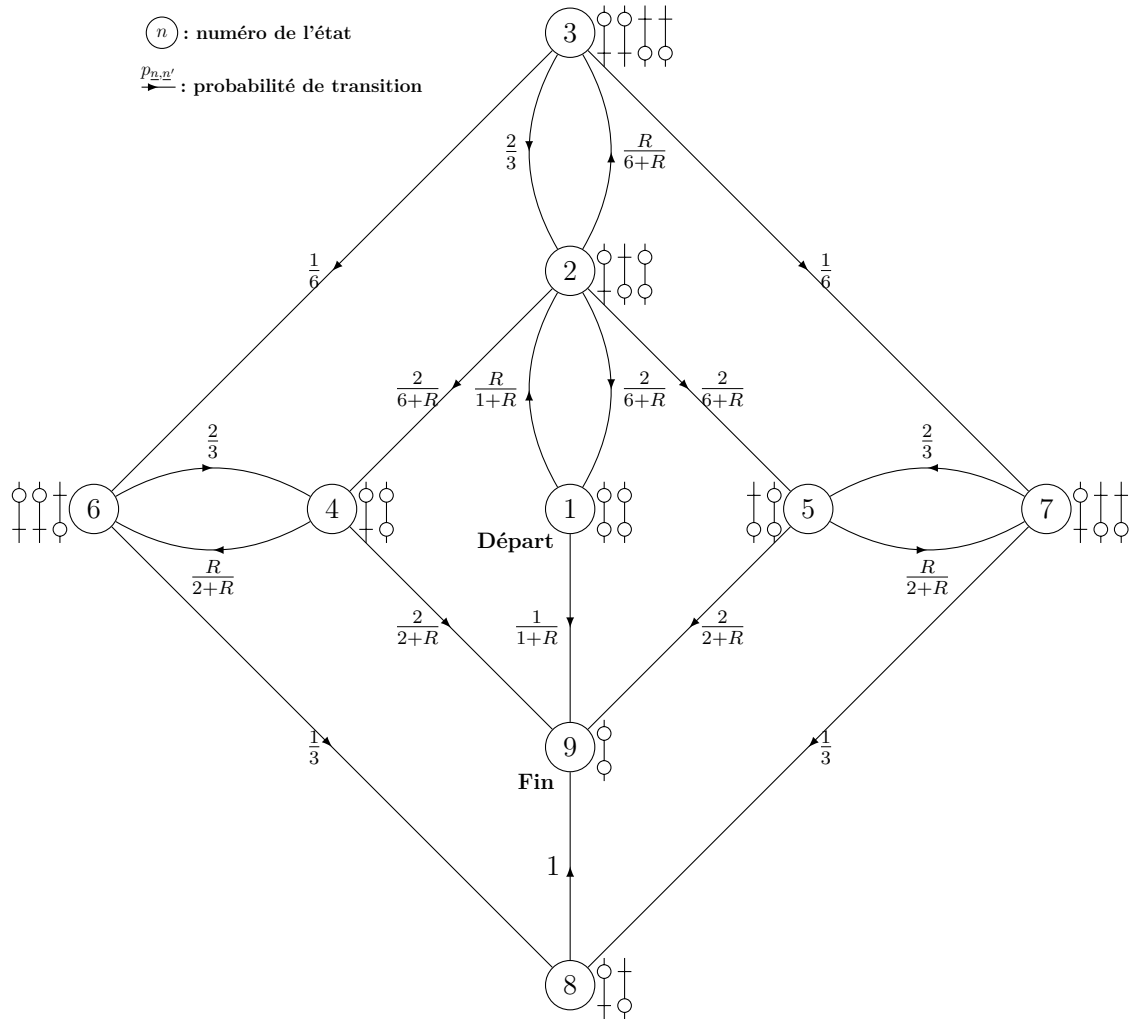 n : numéro de l'état
p_{n,n'} : probabilité de transition
3
2/3
R/(6+R)
1/6
1/6
2
2/(6+R)
R/(1+R)
2/(6+R)
2/(6+R)
2/3
2/3
6
4
1
5
7
Départ
R/(2+R)
R/(2+R)
2/(2+R)
1/(1+R)
2/(2+R)
1/3
9
1/3
Fin
1
8